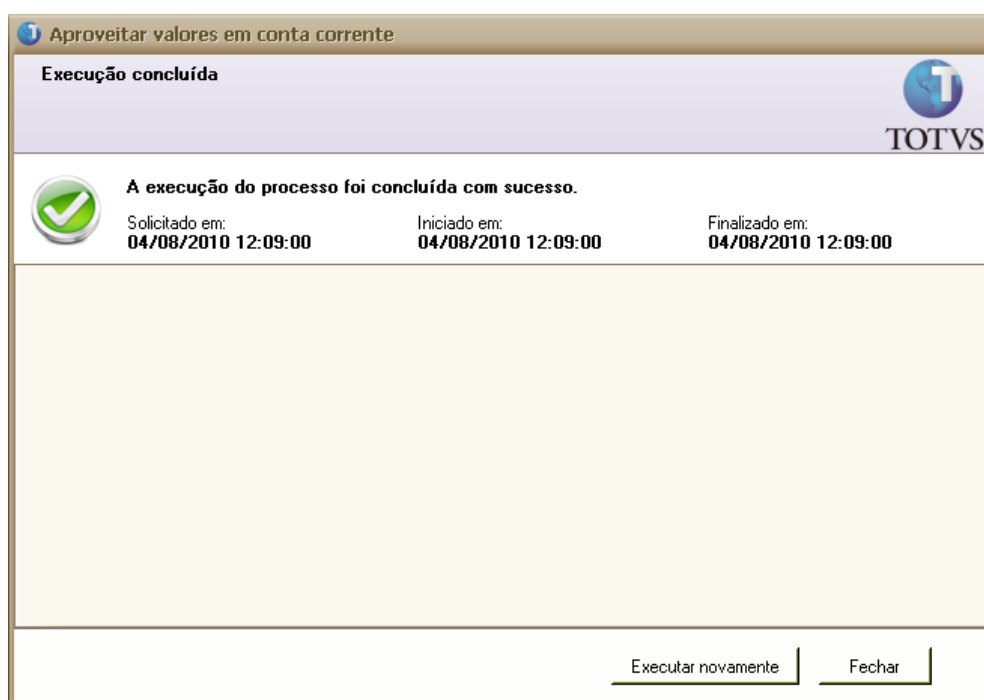 Aproveitar valores em conta corrente
Execução concluída
TOTVS
A execução do processo foi concluída com sucesso.
Solicitado em: Iniciado em: Finalizado em:
04/08/2010 12:09:00 04/08/2010 12:09:00 04/08/2010 12:09:00
Executar novamente Fechar